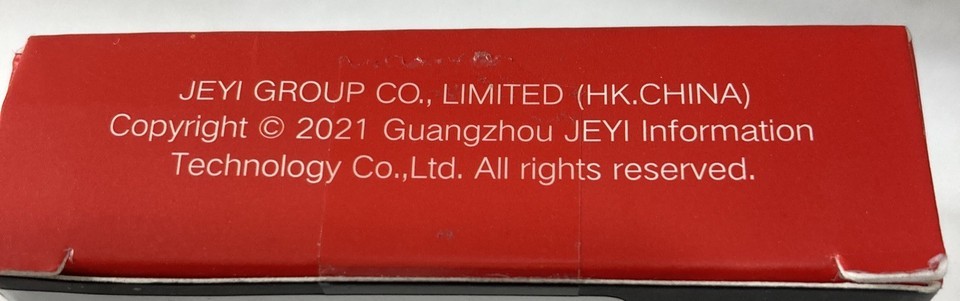 JEYI GROUP CO., LIMITED (HK.CHINA)
Copyright © 2021 Guangzhou JEYI Information
Technology Co.,Ltd. All rights reserved.